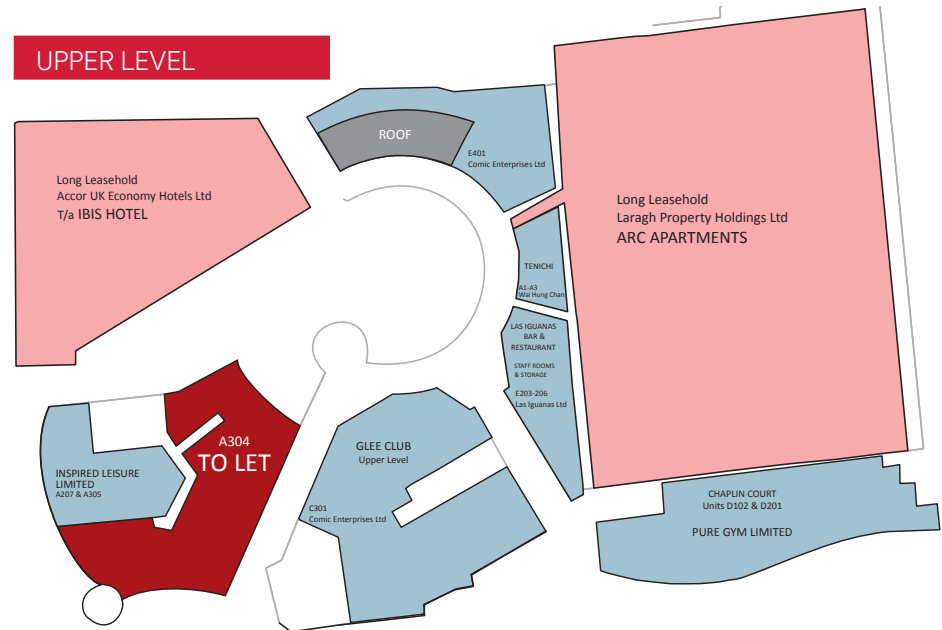 UPPER LEVEL
ROOF
E401
Comic Enterprises Ltd
Long Leasehold
Accor UK Economy Hotels Ltd
T/a IBIS HOTEL
Long Leasehold
Laragh Property Holdings Ltd
ARC APARTMENTS
TENICHI
A1-A3
Wai Hung Chan
LAS IGUANAS
BAR &
RESTAURANT
STAFF ROOMS
& STORAGE
E203-206
Las Iguanas Ltd
A304
TO LET
GLEE CLUB
Upper Level
INSPIRED LEISURE
LIMITED
A207 & A305
C301
Comic Enterprises Ltd
CHAPLIN COURT
Units D102 & D201
PURE GYM LIMITED